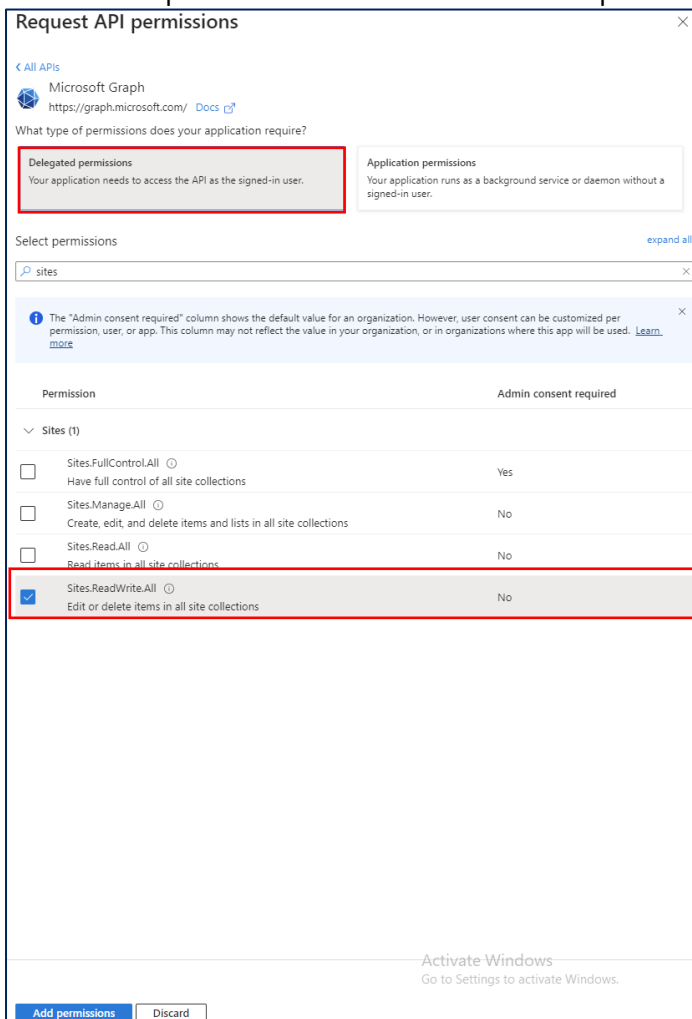 Request API permissions
All APIs
Microsoft Graph
https://graph.microsoft.com/ Docs
What type of permissions does your application require?
Delegated permissions
Your application needs to access the API as the signed-in user.
Application permissions
Your application runs as a background service or daemon without a
signed-in user.
Select permissions
expand all
sites
The "Admin consent required" column shows the default value for an organization. However, user consent can be customized per
permission, user, or app. This column may not reflect the value in your organization, or in organizations where this app will be used. Learn
more
Permission Admin consent required
Sites (1)
Sites.FullControl.All
Have full control of all site collections
Yes
Sites.Manage.All
Create, edit, and delete items and lists in all site collections
No
Sites.Read.All
Read items in all site collections
No
Sites.ReadWrite.All
Edit or delete items in all site collections
No
Activate Windows
Go to Settings to activate Windows.
Add permissions Discard